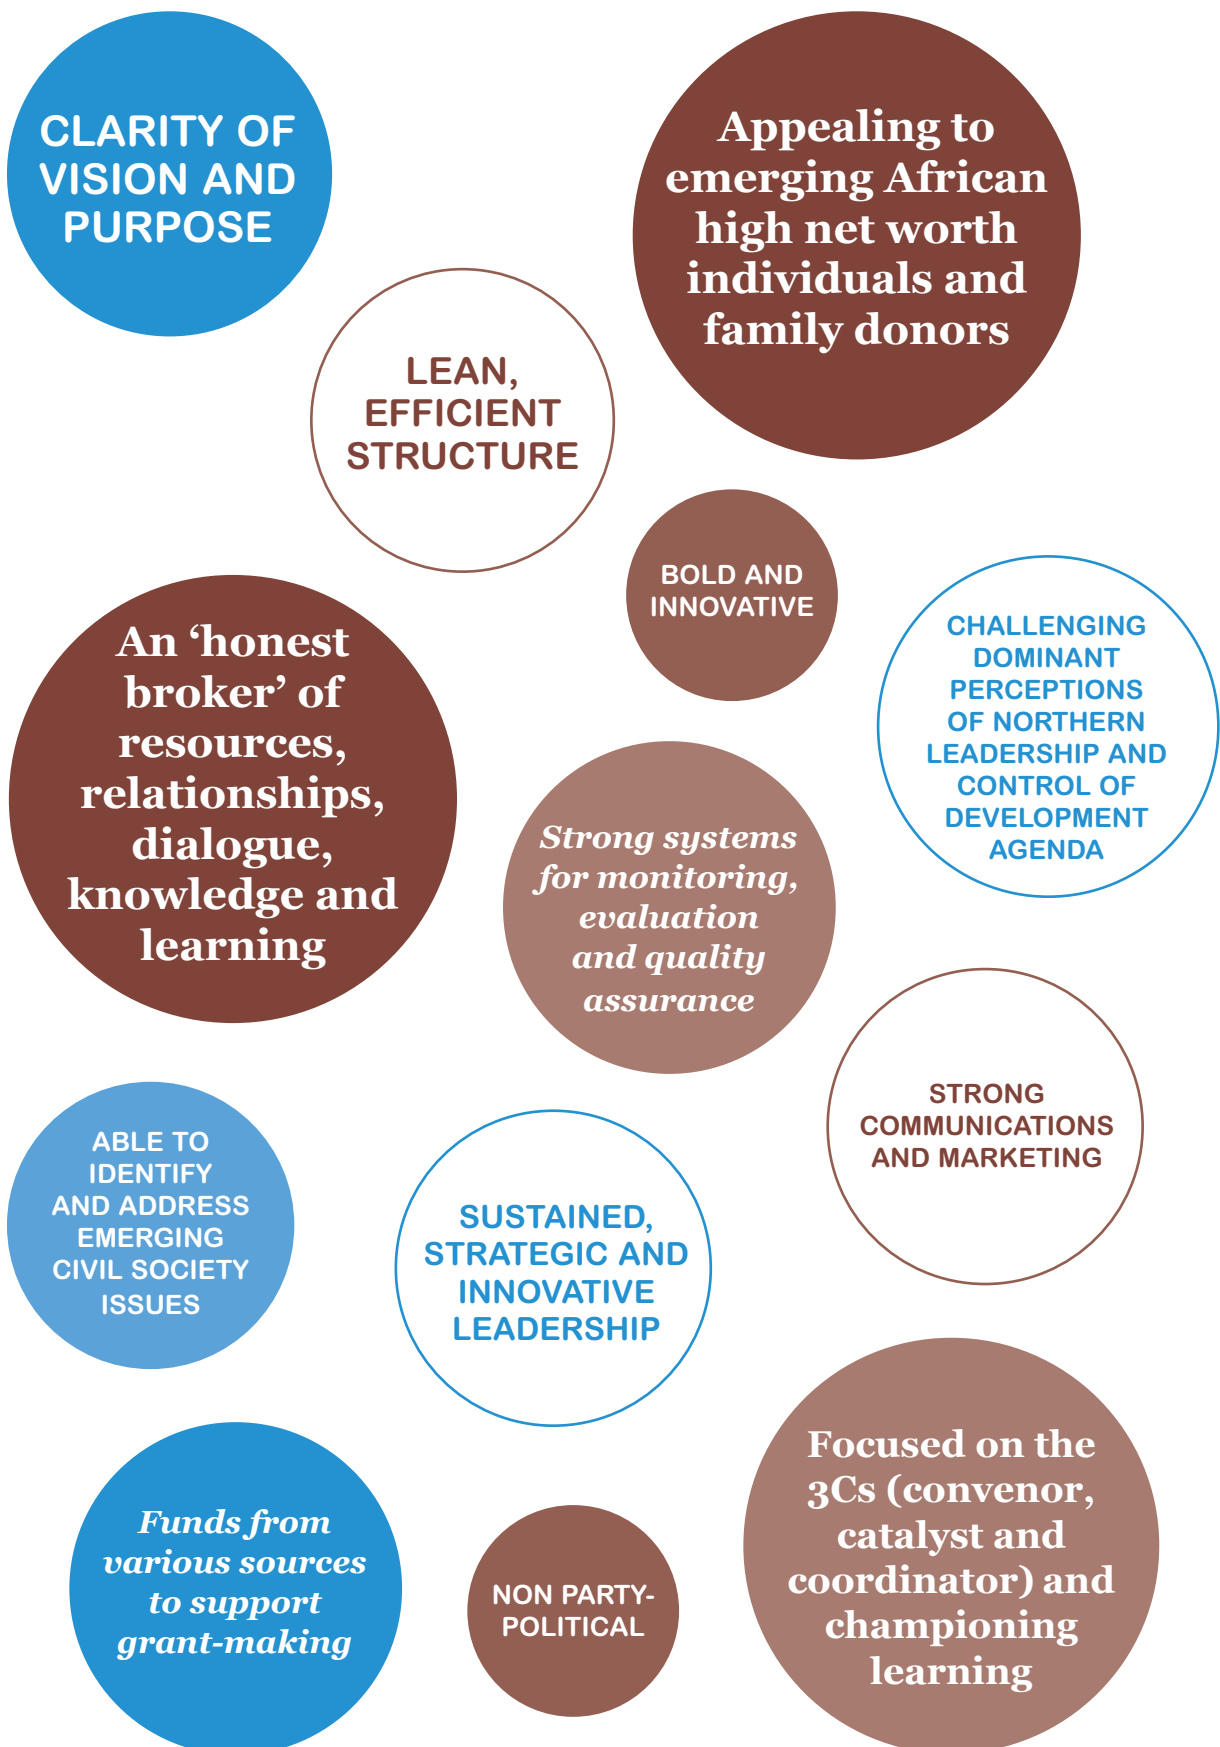 CLARITY OF
VISION AND
PURPOSE
Appealing to
emerging African
high net worth
individuals and
family donors
LEAN,
EFFICIENT
STRUCTURE
BOLD AND
INNOVATIVE
CHALLENGING
DOMINANT
PERCEPTIONS
OF NORTHERN
LEADERSHIP AND
CONTROL OF
DEVELOPMENT
AGENDA
An ‘honest
broker’ of
resources,
relationships,
dialogue,
knowledge and
learning
Strong systems
for monitoring,
evaluation
and quality
assurance
STRONG
COMMUNICATIONS
AND MARKETING
ABLE TO
IDENTIFY
AND ADDRESS
EMERGING
CIVIL SOCIETY
ISSUES
SUSTAINED,
STRATEGIC AND
INNOVATIVE
LEADERSHIP
Focused on the
3Cs (convenor,
catalyst and
coordinator) and
championing
learning
Funds from
various sources
to support
grant-making
NON PARTY-
POLITICAL